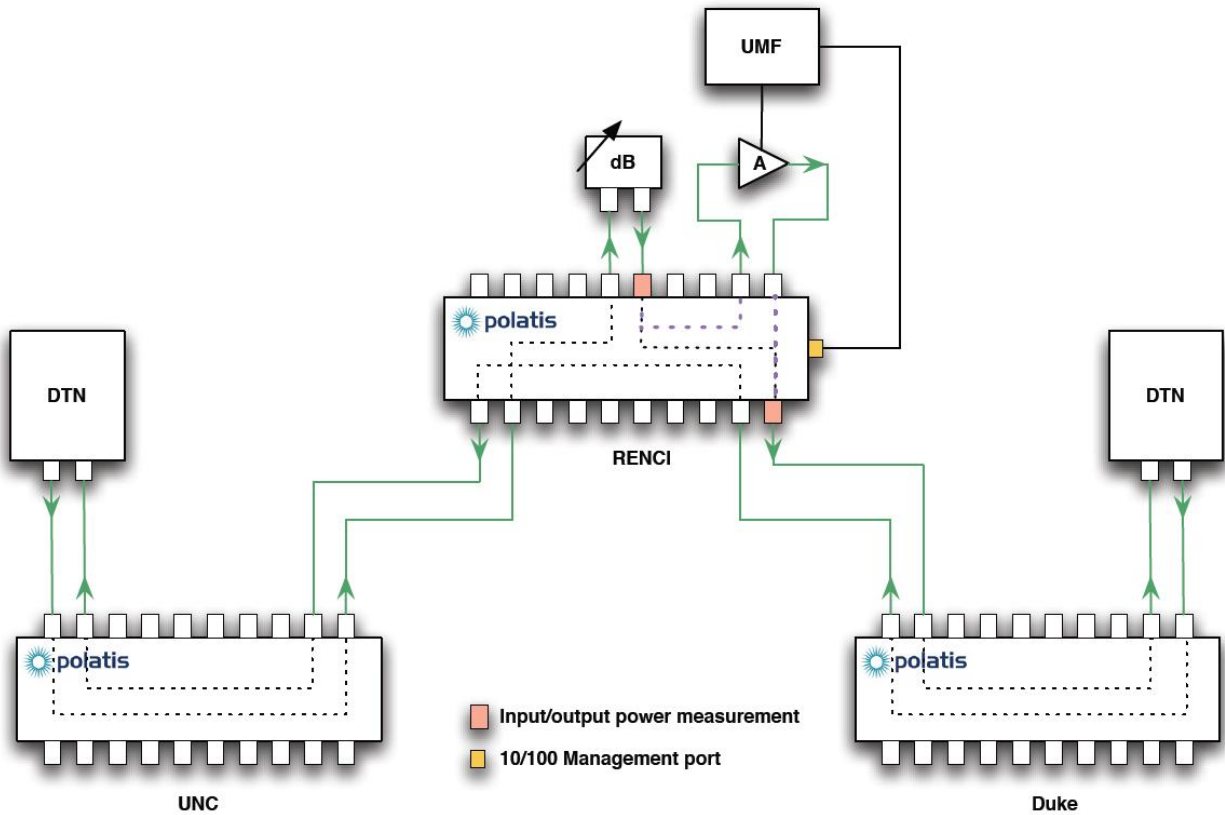 UMF
dB
A
polatis
DTN
DTN
RENCI
polatis
polatis
Input/output power measurement
10/100 Management port
UNC
Duke